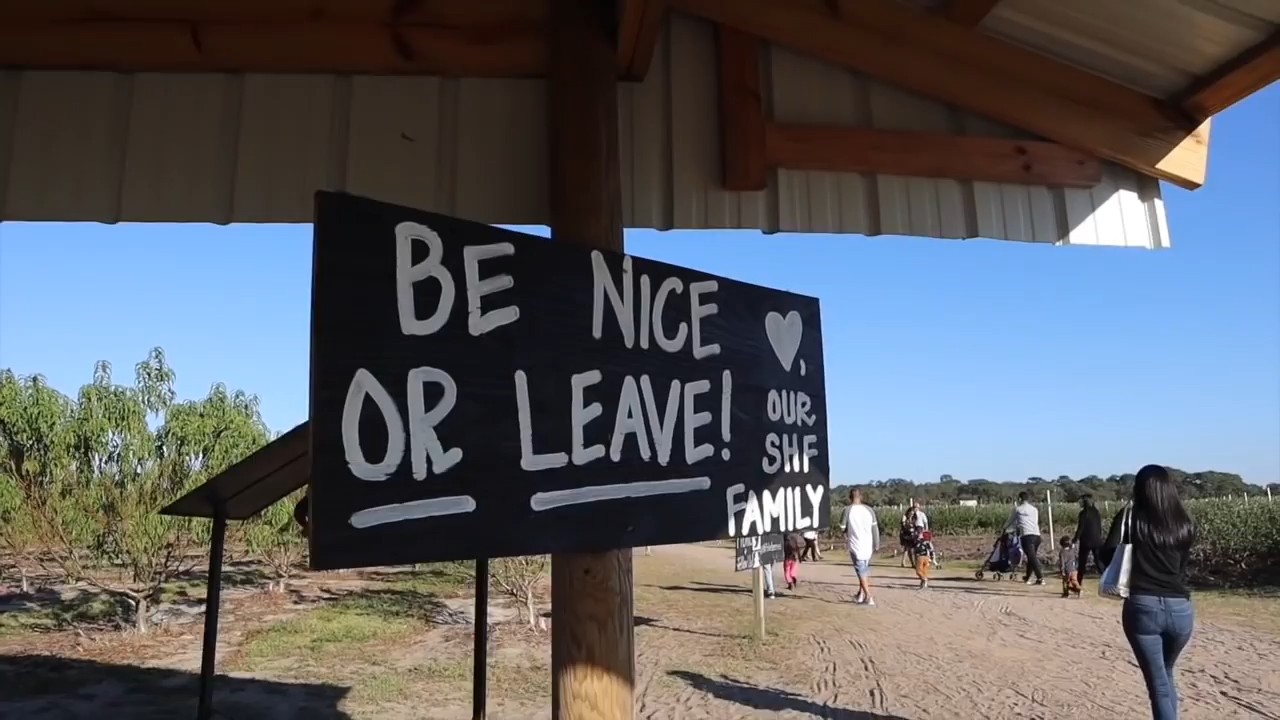 BE NICE
OR LEAVE!
♥,
OUR
SHF
FAMILY